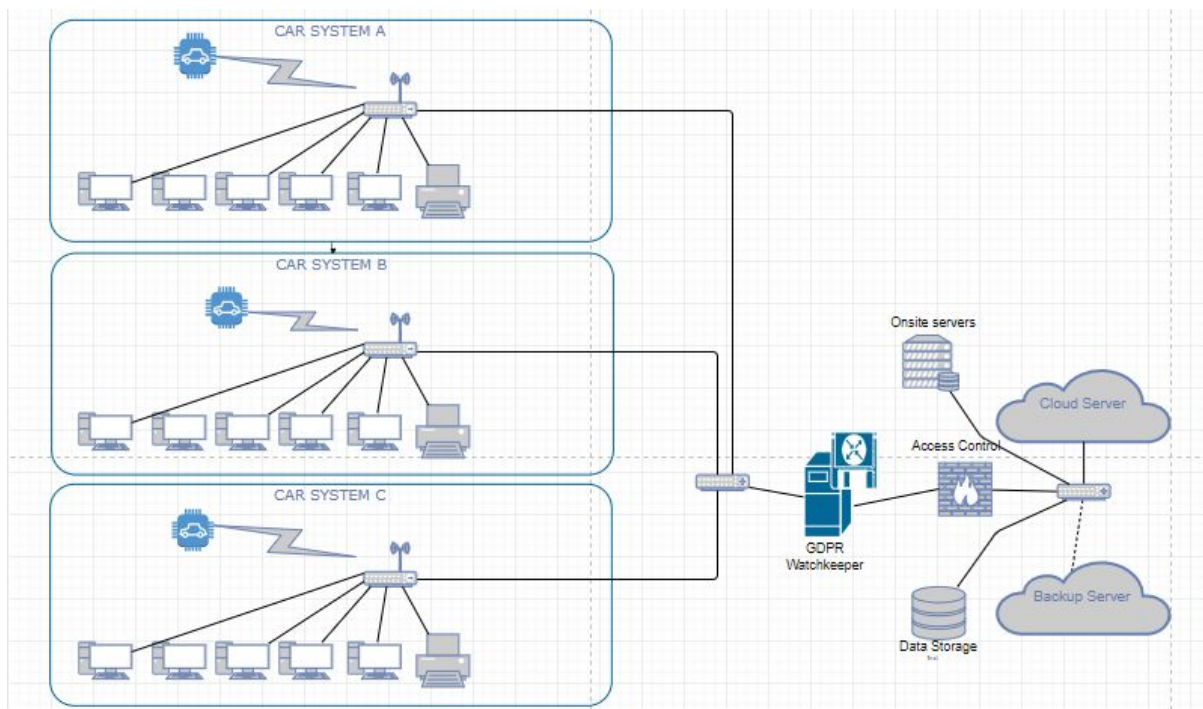 CAR SYSTEM A
CAR SYSTEM B
CAR SYSTEM C
Onsite servers
Cloud Server
Access Control
GDPR
Watchkeeper
Backup Server
Data Storage